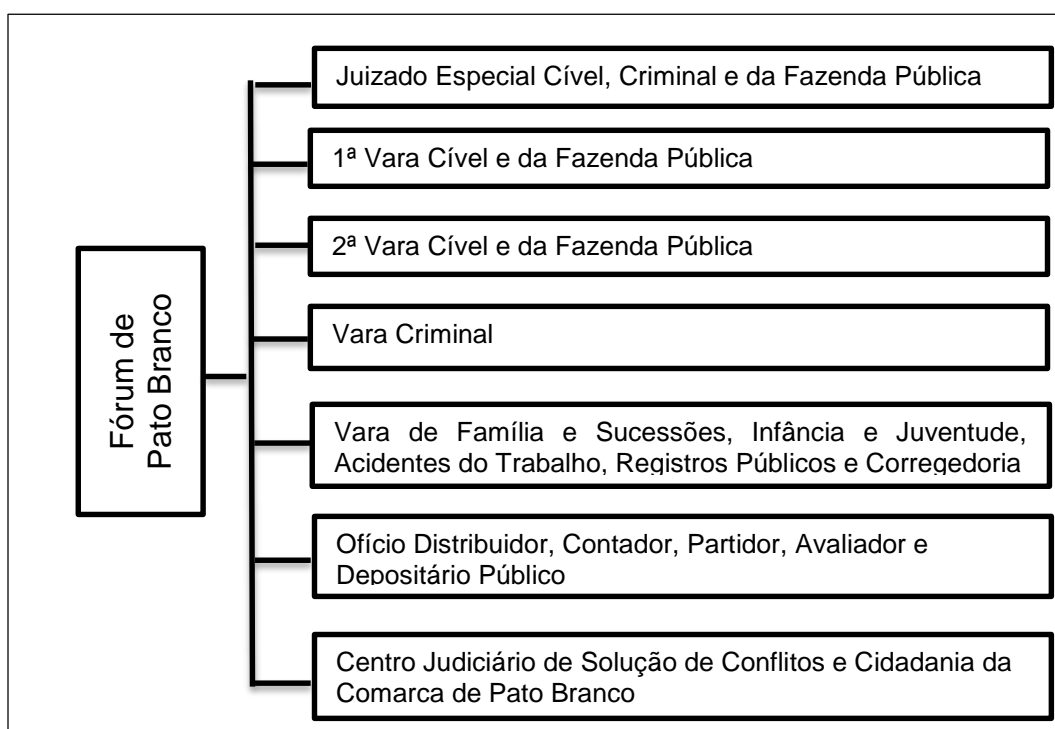 Juizado Especial Cível, Criminal e da Fazenda Pública
1ª Vara Cível e da Fazenda Pública
2ª Vara Cível e da Fazenda Pública
Fórum de
Pato Branco
Vara Criminal
Vara de Família e Sucessões, Infância e Juventude,
Acidentes do Trabalho, Registros Públicos e Corregedoria
Ofício Distribuidor, Contador, Partidor, Avaliador e
Depositário Público
Centro Judiciário de Solução de Conflitos e Cidadania da
Comarca de Pato Branco